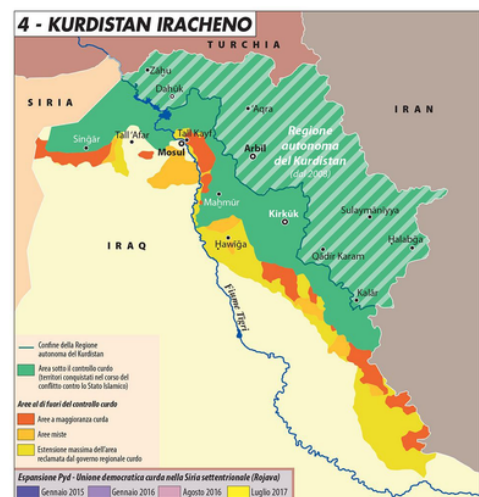 4 - KURDISTAN IRACHENO
TURCHIA
Zāhu
Dahūk
SIRIA
'Aqra
IRAN
Sinğār
Tall 'Afar
Tall Kayf
Mosul
Arbīl
Regione
autonoma
del Kurdistan
(dal 2003)
Mahmūr
Kirkūk
Sulaymāniyya
Ḥalabğa
IRAQ
Ḥawīğa
Qādir Karam
Kalār
Fiume Tigri
Confine della Regione
autonoma del Kurdistan
Area sotto il controllo curdo
(territori conquistati nel corso del
conflitto contro lo Stato Islamico)
Aree al di fuori del controllo curdo
Aree a maggioranza curda
Aree miste
Estensione massima dell'area
reclamata dal governo regionale curdo
Espansione Pyd - Unione democratica curda nella Siria settentrionale (Rojava)
Gennaio 2015
Gennaio 2016
Agosto 2016
Luglio 2017